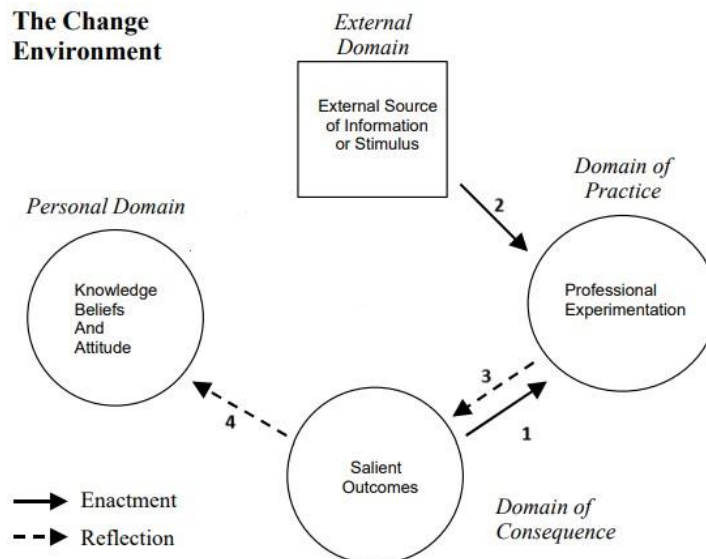 The Change
Environment
External
Domain
External Source
of Information
or Stimulus
Domain of
Practice
2
Personal Domain
Knowledge
Beliefs
And
Attitude
Professional
Experimentation
3
4
1
Salient
Outcomes
Enactment
Reflection
Domain of
Consequence